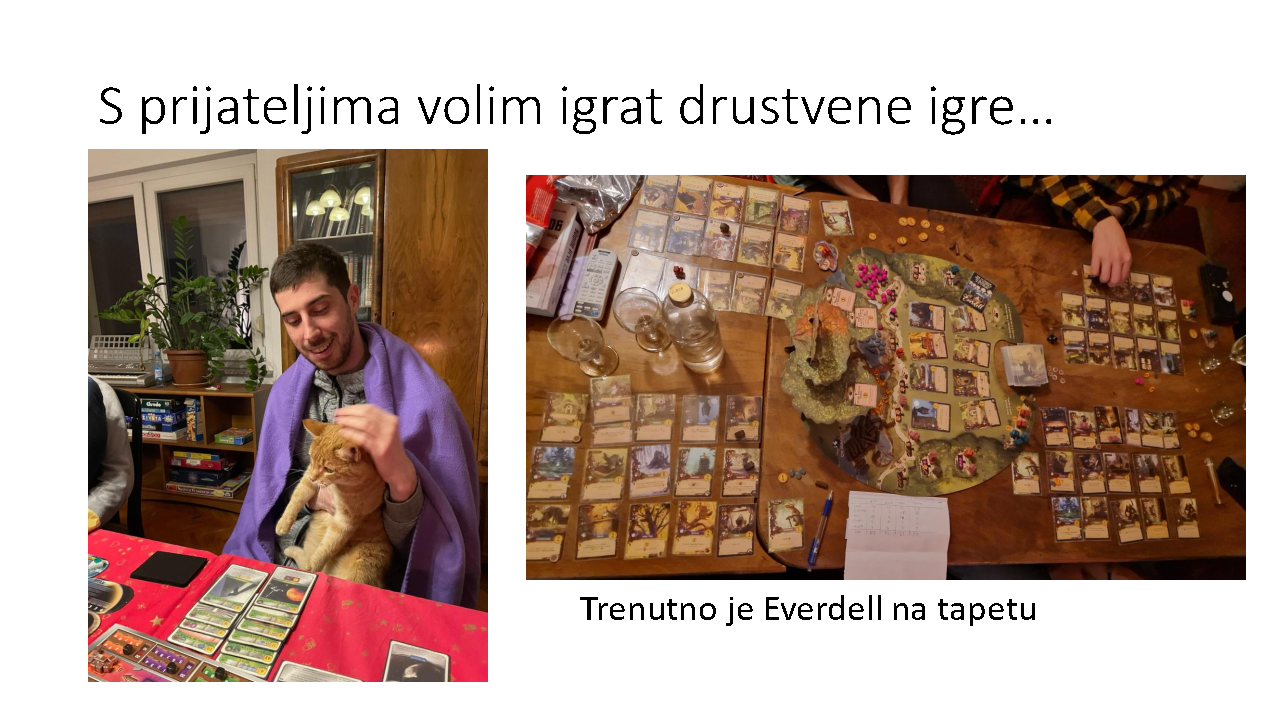 S prijateljima volim igrat drustvene igre...
Trenutno je Everdell na tapetu